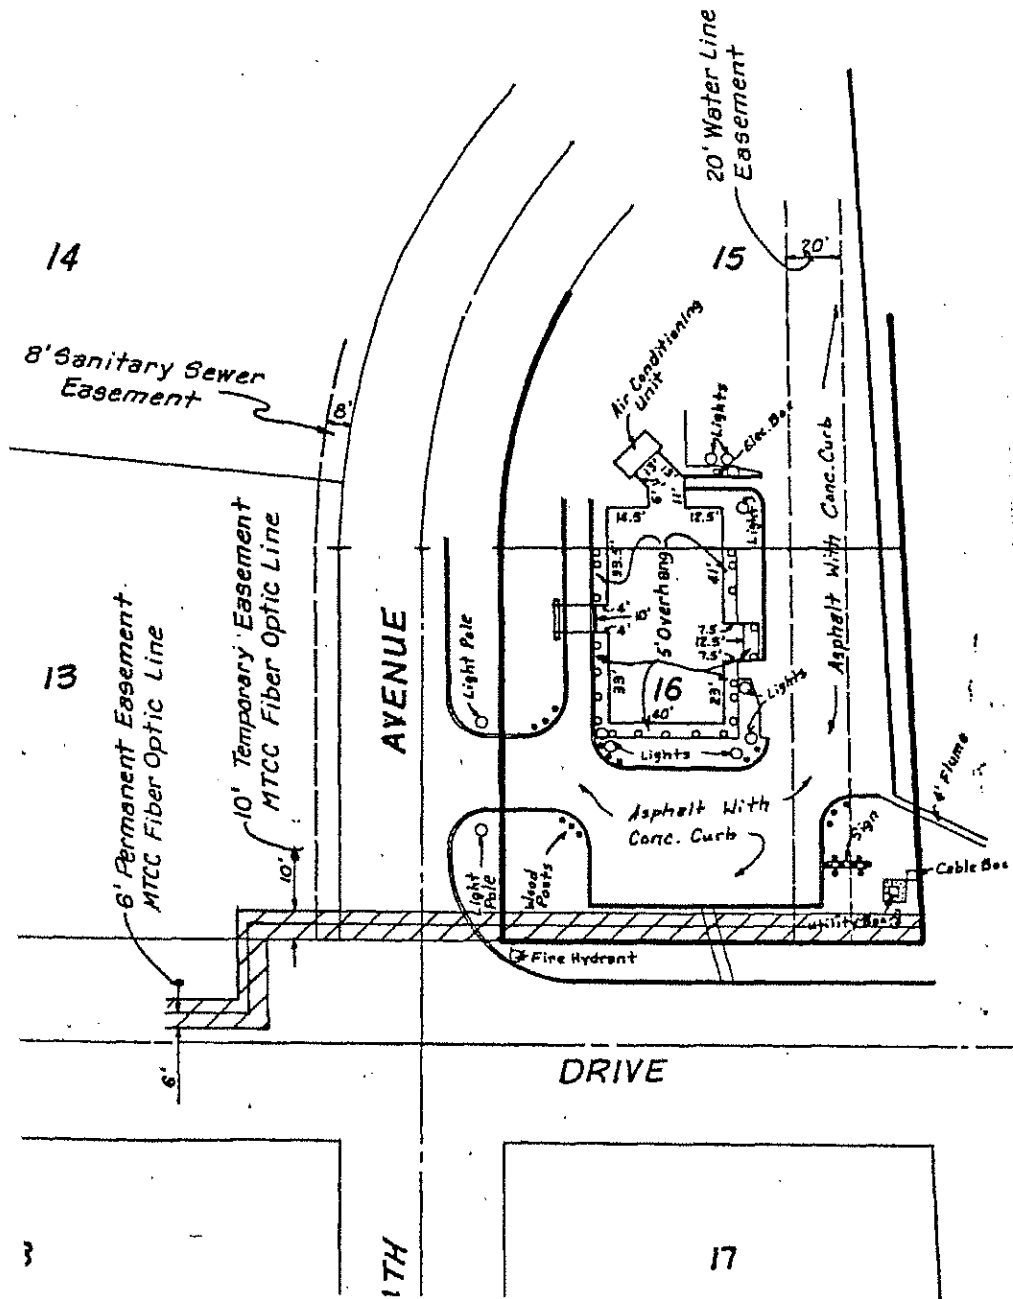 20' Water Line
Easement
14
15
20'
8' Sanitary Sewer
Easement
8'
Air Conditioning
Unit
Lights
Elec. Box
13'
13'
6'
11'
14.5'
12.5'
Lights
Asphalt With Conc. Curb
10' Temporary Easement
MTCC Fiber Optic Line
6' Permanent Easement
MTCC Fiber Optic Line
13
AVENUE
Light Pole
39.5'
41'
5' Overhang
4'
10'
4'
7.5'
12.5'
7.5'
33'
16
23'
40'
Lights
Lights
Asphalt With
Conc. Curb
4' Flume
Sign
Cable Box
Utility Box
Light
Pole
Wood
Posts
10'
Fire Hydrant
6'
DRIVE
TH
17